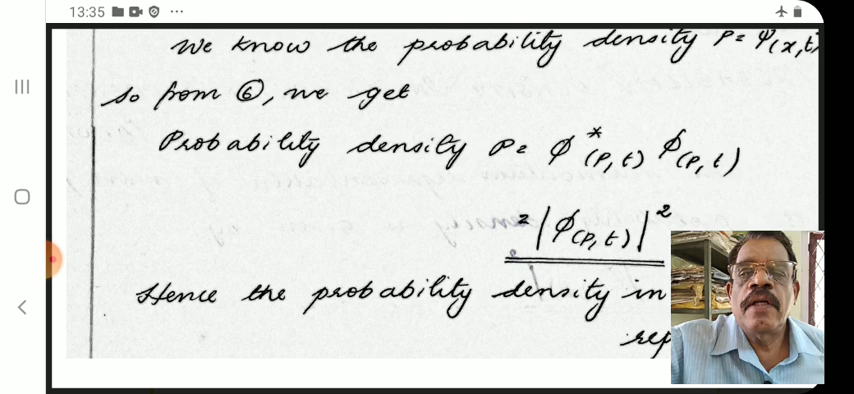 13:35
We know the probability density P = ψ(x,t)
so from ⑥, we get
Probability density P = ϕ*(P,t) ϕ(P,t)
= |ϕ(P,t)|²
Hence the probability density in
rep